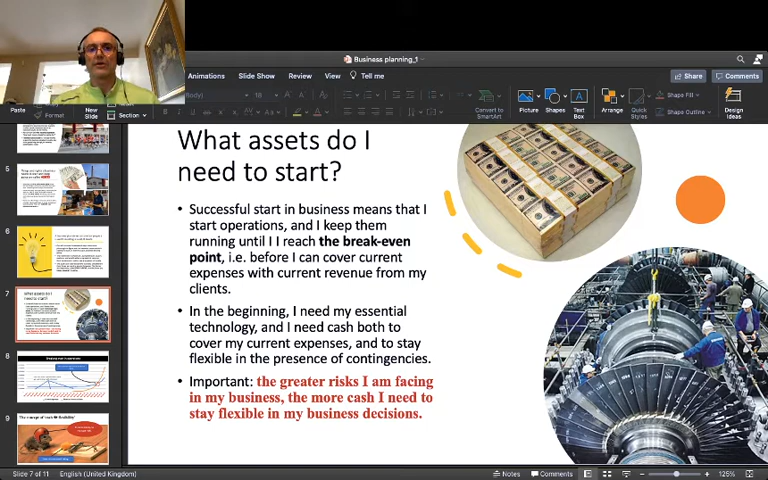 Business planning_1
Animations Slide Show Review View Tell me
Share Comments
Paste
Format
New
Slide
Section
Convert to
SmartArt
Picture Shapes Text
Box
Arrange Quick
Styles
Shape Fill
Shape Outline
Design
Ideas
What assets do I
need to start?
• Successful start in business means that I
start operations, and I keep them
running until I I reach the break-even
point, i.e. before I can cover current
expenses with current revenue from my
clients.
• In the beginning, I need my essential
technology, and I need cash both to
cover my current expenses, and to stay
flexible in the presence of contingencies.
• Important: the greater risks I am facing
in my business, the more cash I need to
stay flexible in my business decisions.
5
6
7
What assets do I
need to start?
8
9
Slide 7 of 11 English (United Kingdom)
Notes Comments
125%